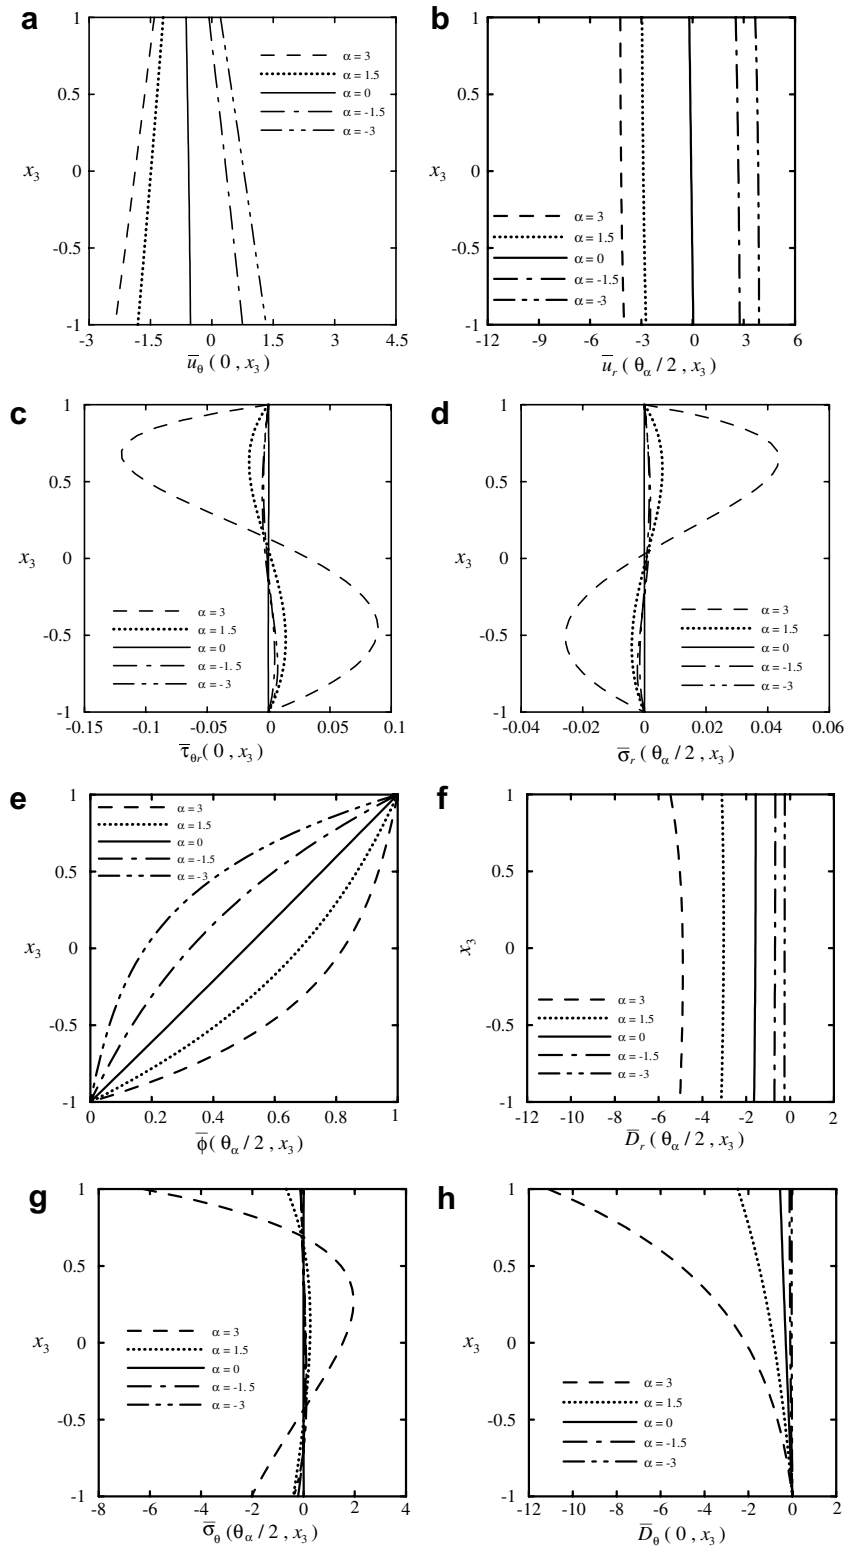 a
1
0.5
0
-0.5
-1
x₃
-3 -1.5 0 1.5 3 4.5
α = 3
α = 1.5
α = 0
α = -1.5
α = -3
u̅_θ ( 0 , x₃ )
b
1
0.5
0
-0.5
-1
x₃
-12 -9 -6 -3 0 3 6
α = 3
α = 1.5
α = 0
α = -1.5
α = -3
u̅_r ( θ_α / 2 , x₃ )
c
1
0.5
0
-0.5
-1
x₃
-0.15 -0.1 -0.05 0 0.05 0.1
α = 3
α = 1.5
α = 0
α = -1.5
α = -3
τ̅_θr ( 0 , x₃ )
d
1
0.5
0
-0.5
-1
x₃
-0.04 -0.02 0 0.02 0.04 0.06
α = 3
α = 1.5
α = 0
α = -1.5
α = -3
σ̅_r ( θ_α / 2 , x₃ )
e
1
0.5
0
-0.5
-1
x₃
0 0.2 0.4 0.6 0.8 1
α = 3
α = 1.5
α = 0
α = -1.5
α = -3
ϕ̅ ( θ_α / 2 , x₃ )
f
1
0.5
0
-0.5
-1
x₃
-12 -10 -8 -6 -4 -2 0 2
α = 3
α = 1.5
α = 0
α = -1.5
α = -3
D̅_r ( θ_α / 2 , x₃ )
g
1
0.5
0
-0.5
-1
x₃
-8 -6 -4 -2 0 2 4
α = 3
α = 1.5
α = 0
α = -1.5
α = -3
σ̅_θ ( θ_α / 2 , x₃ )
h
1
0.5
0
-0.5
-1
x₃
-12 -10 -8 -6 -4 -2 0 2
α = 3
α = 1.5
α = 0
α = -1.5
α = -3
D̅_θ ( 0 , x₃ )